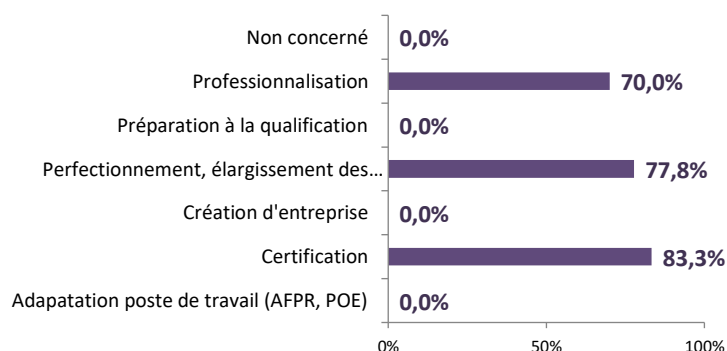 Non concerné 0,0%
Professionnalisation 70,0%
Préparation à la qualification 0,0%
Perfectionnement, élargissement des... 77,8%
Création d'entreprise 0,0%
Certification 83,3%
Adapatation poste de travail (AFPR, POE) 0,0%
0% 50% 100%